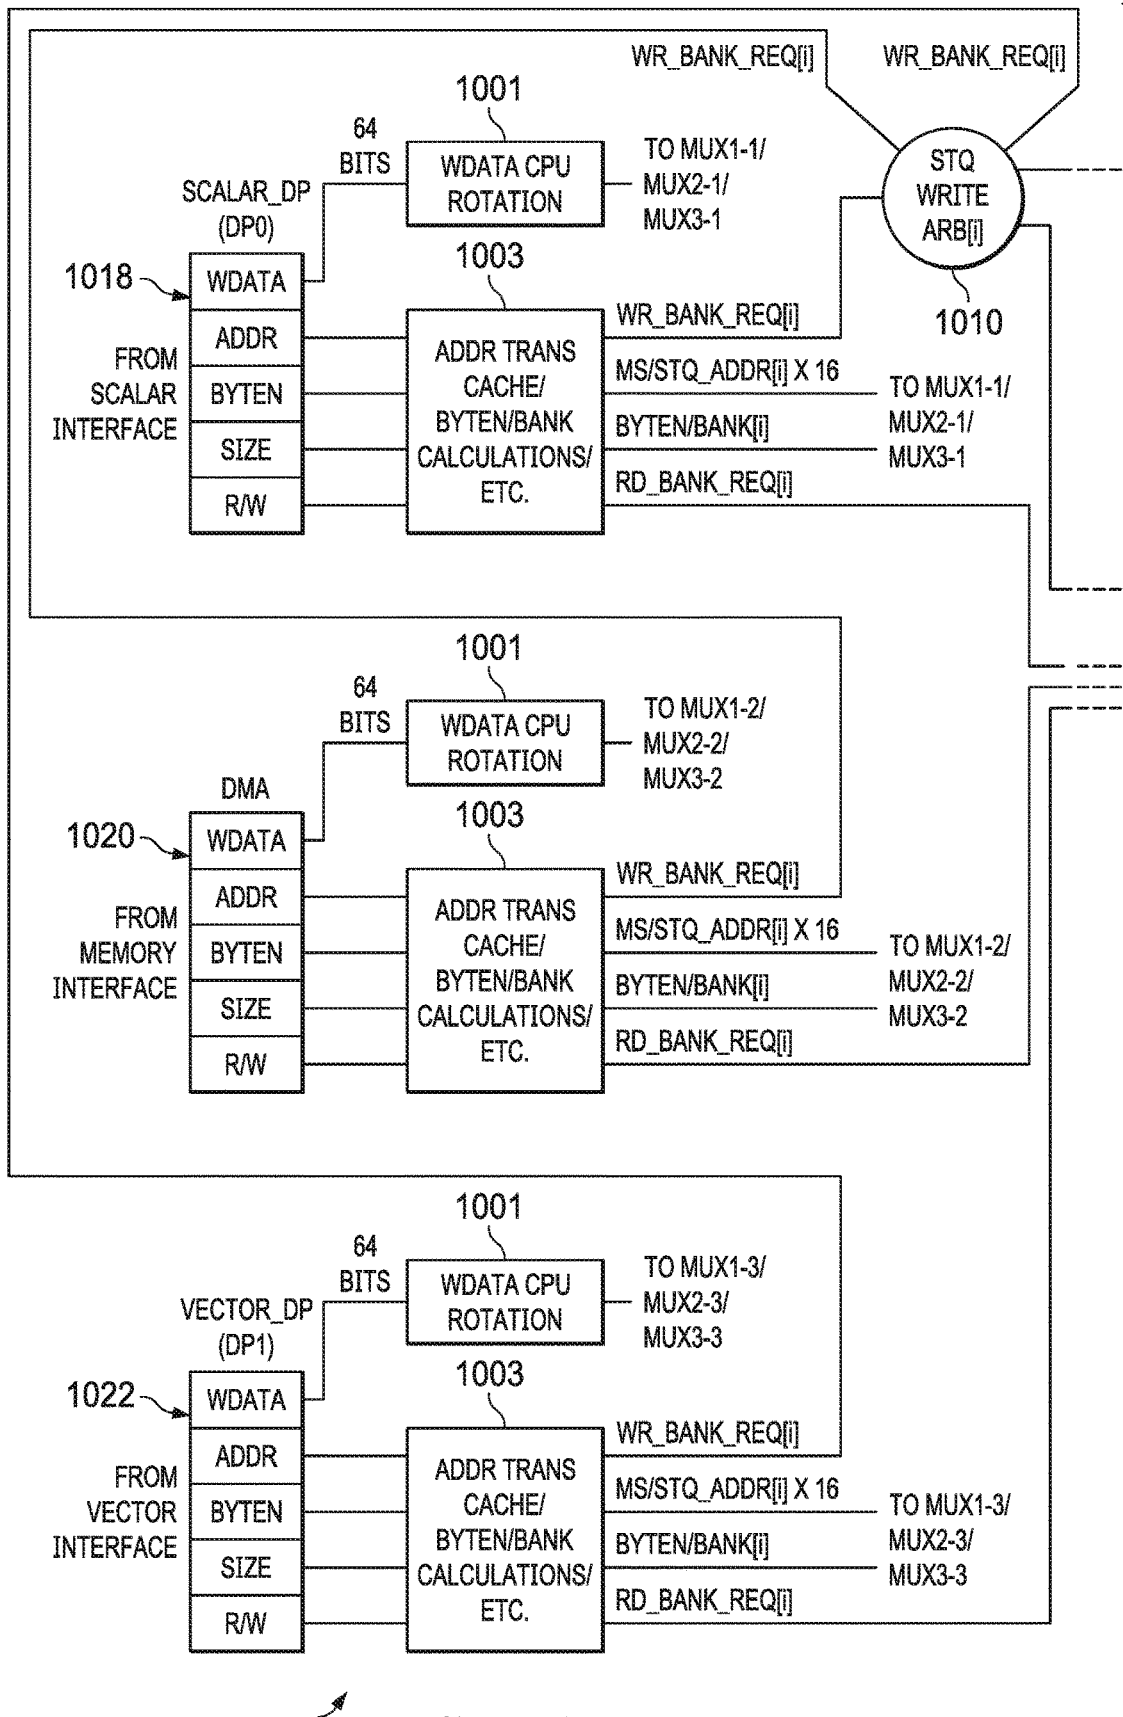 WR_BANK_REQ[i]
WR_BANK_REQ[i]
1001
64
BITS
WDATA CPU
ROTATION
TO MUX1-1/
MUX2-1/
MUX3-1
STQ
WRITE
ARB[i]
1010
SCALAR_DP
(DP0)
1018
WDATA
ADDR
BYTEN
SIZE
R/W
FROM
SCALAR
INTERFACE
1003
ADDR TRANS
CACHE/
BYTEN/BANK
CALCULATIONS/
ETC.
WR_BANK_REQ[i]
MS/STQ_ADDR[i] X 16
BYTEN/BANK[i]
RD_BANK_REQ[i]
TO MUX1-1/
MUX2-1/
MUX3-1
1001
64
BITS
WDATA CPU
ROTATION
TO MUX1-2/
MUX2-2/
MUX3-2
DMA
1020
WDATA
ADDR
BYTEN
SIZE
R/W
FROM
MEMORY
INTERFACE
1003
ADDR TRANS
CACHE/
BYTEN/BANK
CALCULATIONS/
ETC.
WR_BANK_REQ[i]
MS/STQ_ADDR[i] X 16
BYTEN/BANK[i]
RD_BANK_REQ[i]
TO MUX1-2/
MUX2-2/
MUX3-2
1001
64
BITS
WDATA CPU
ROTATION
TO MUX1-3/
MUX2-3/
MUX3-3
VECTOR_DP
(DP1)
1022
WDATA
ADDR
BYTEN
SIZE
R/W
FROM
VECTOR
INTERFACE
1003
ADDR TRANS
CACHE/
BYTEN/BANK
CALCULATIONS/
ETC.
WR_BANK_REQ[i]
MS/STQ_ADDR[i] X 16
BYTEN/BANK[i]
RD_BANK_REQ[i]
TO MUX1-3/
MUX2-3/
MUX3-3